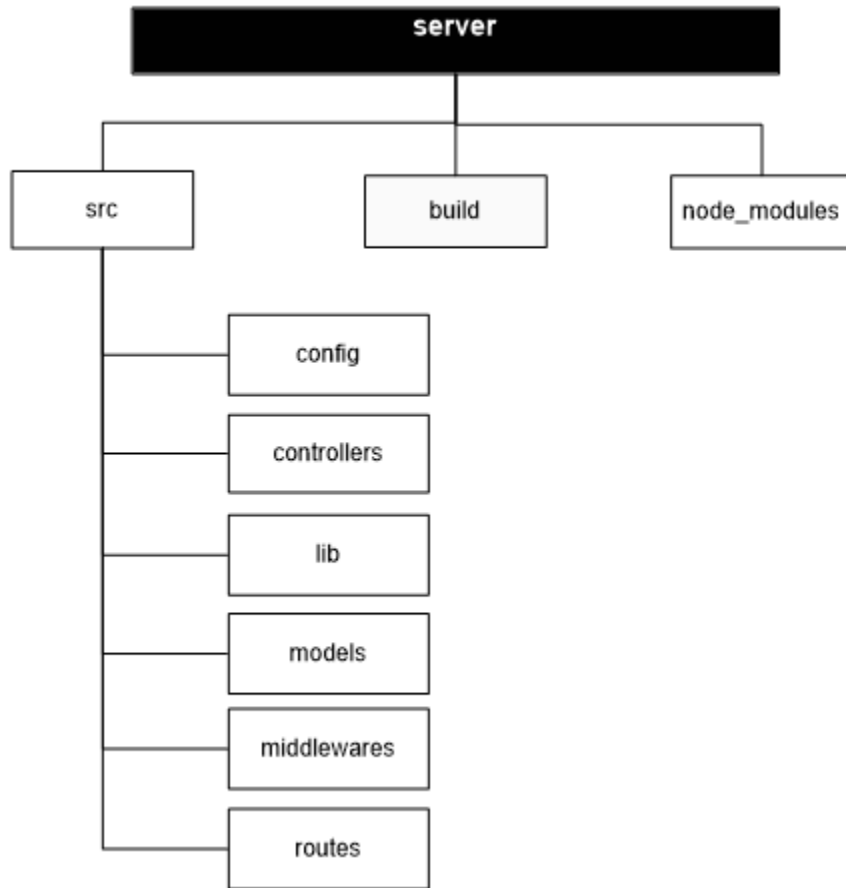 server
src
build
node_modules
config
controllers
lib
models
middlewares
routes